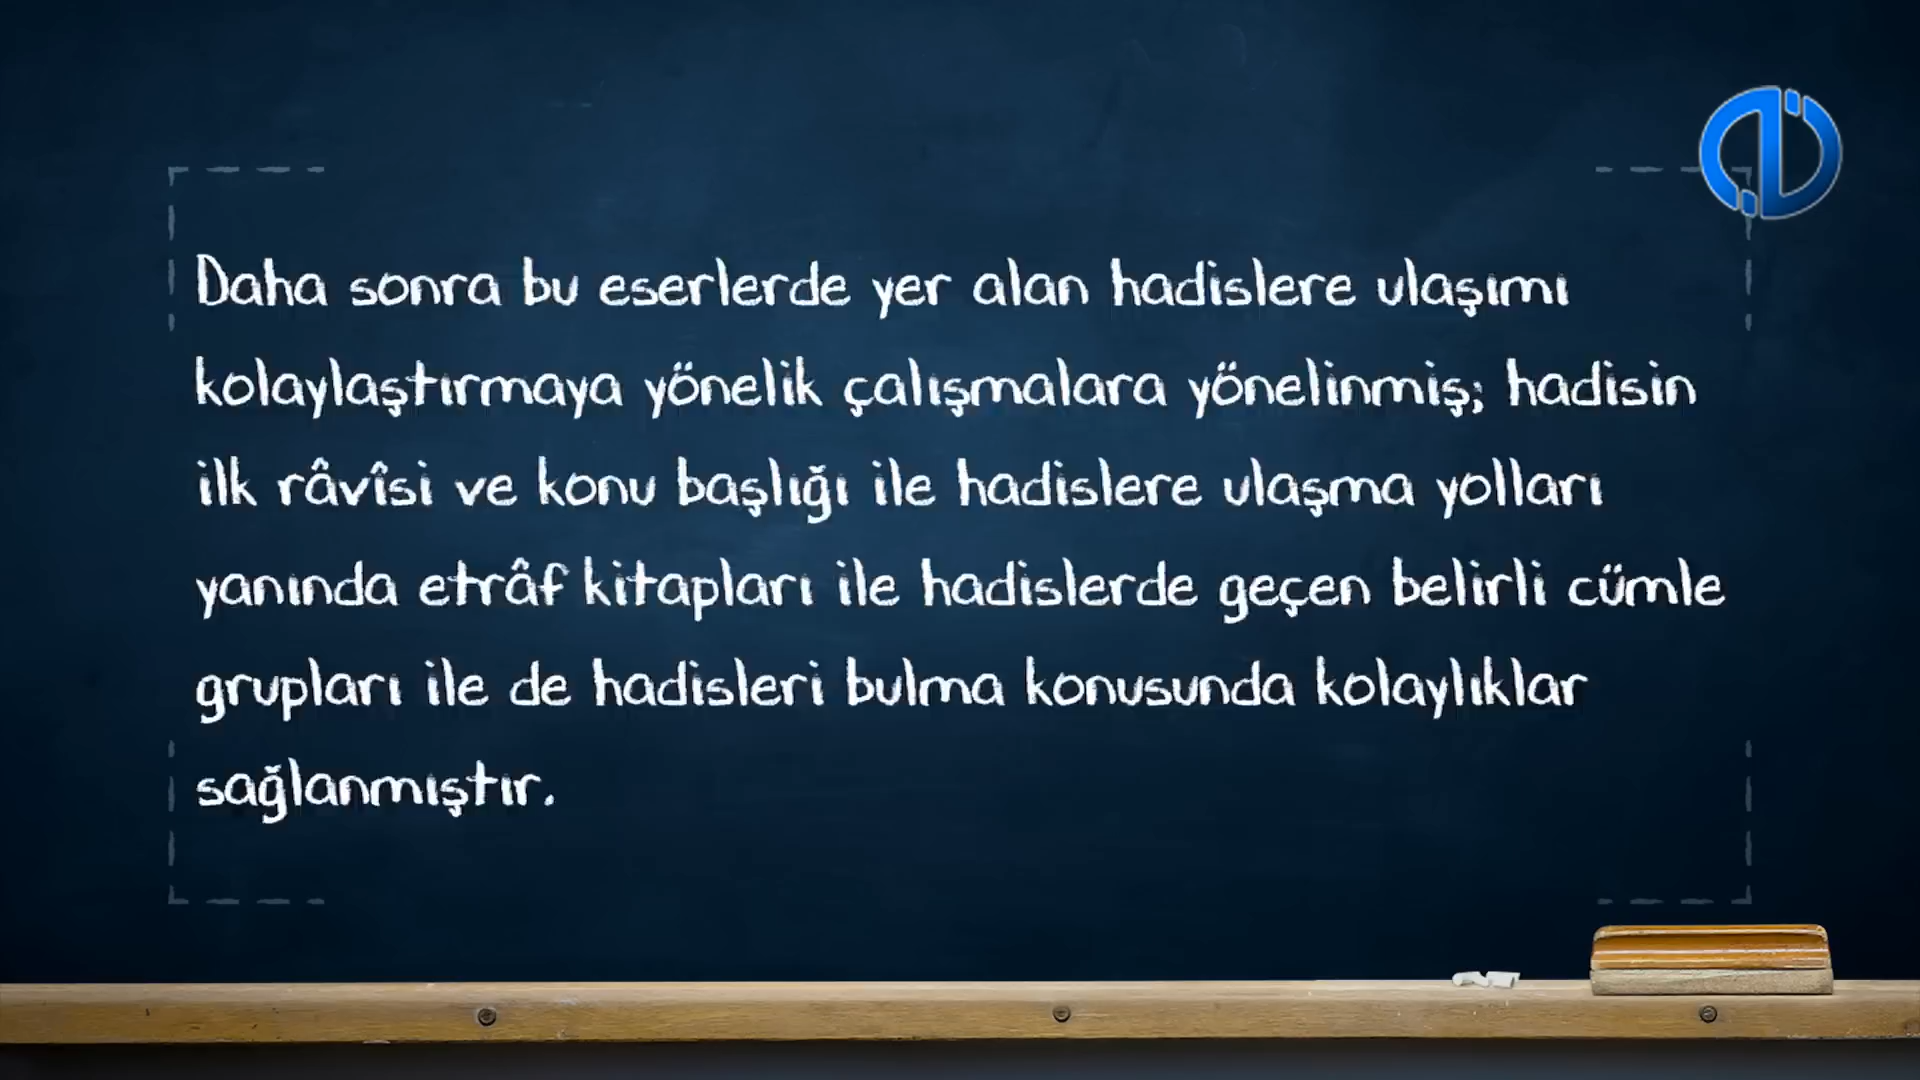 Daha sonra bu eserlerde yer alan hadislere ulaşımı
kolaylaştırmaya yönelik çalışmalara yönelinmiş; hadisin
ilk râvîsi ve konu başlığı ile hadislere ulaşma yolları
yanında etrâf kitapları ile hadislerde geçen belirli cümle
grupları ile de hadisleri bulma konusunda kolaylıklar
sağlanmıştır.